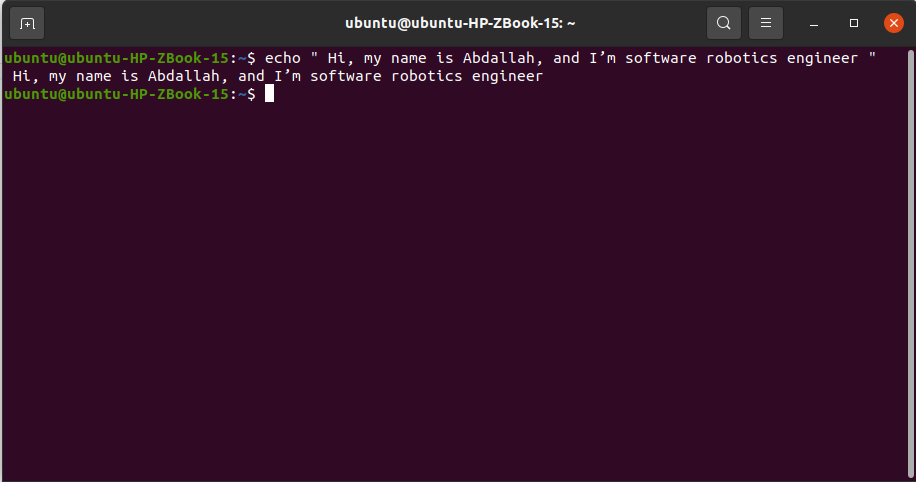 ubuntu@ubuntu-HP-ZBook-15: ~
ubuntu@ubuntu-HP-ZBook-15:~$ echo " Hi, my name is Abdallah, and I’m software robotics engineer "
 Hi, my name is Abdallah, and I’m software robotics engineer
ubuntu@ubuntu-HP-ZBook-15:~$